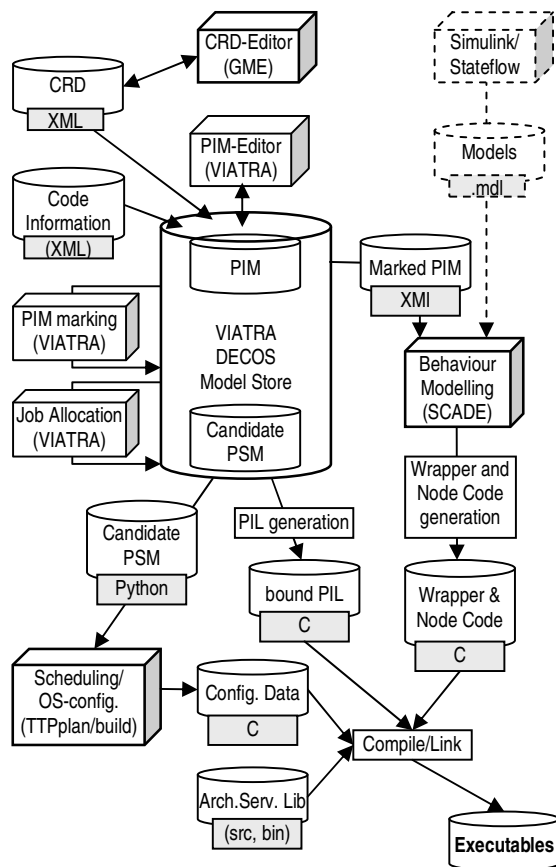 CRD-Editor
(GME)
Simulink/
Stateflow
CRD
XML
PIM-Editor
(VIATRA)
Models
.mdl
Code
Information
(XML)
PIM
Marked PIM
XMI
PIM marking
(VIATRA)
VIATRA
DECOS
Model Store
Behaviour
Modelling
(SCADE)
Job Allocation
(VIATRA)
Candidate
PSM
Wrapper and
Node Code
generation
PIL generation
Candidate
PSM
Python
bound PIL
C
Wrapper &
Node Code
C
Scheduling/
OS-config.
(TTPplan/build)
Config. Data
C
Compile/Link
Arch.Serv. Lib
(src, bin)
Executables